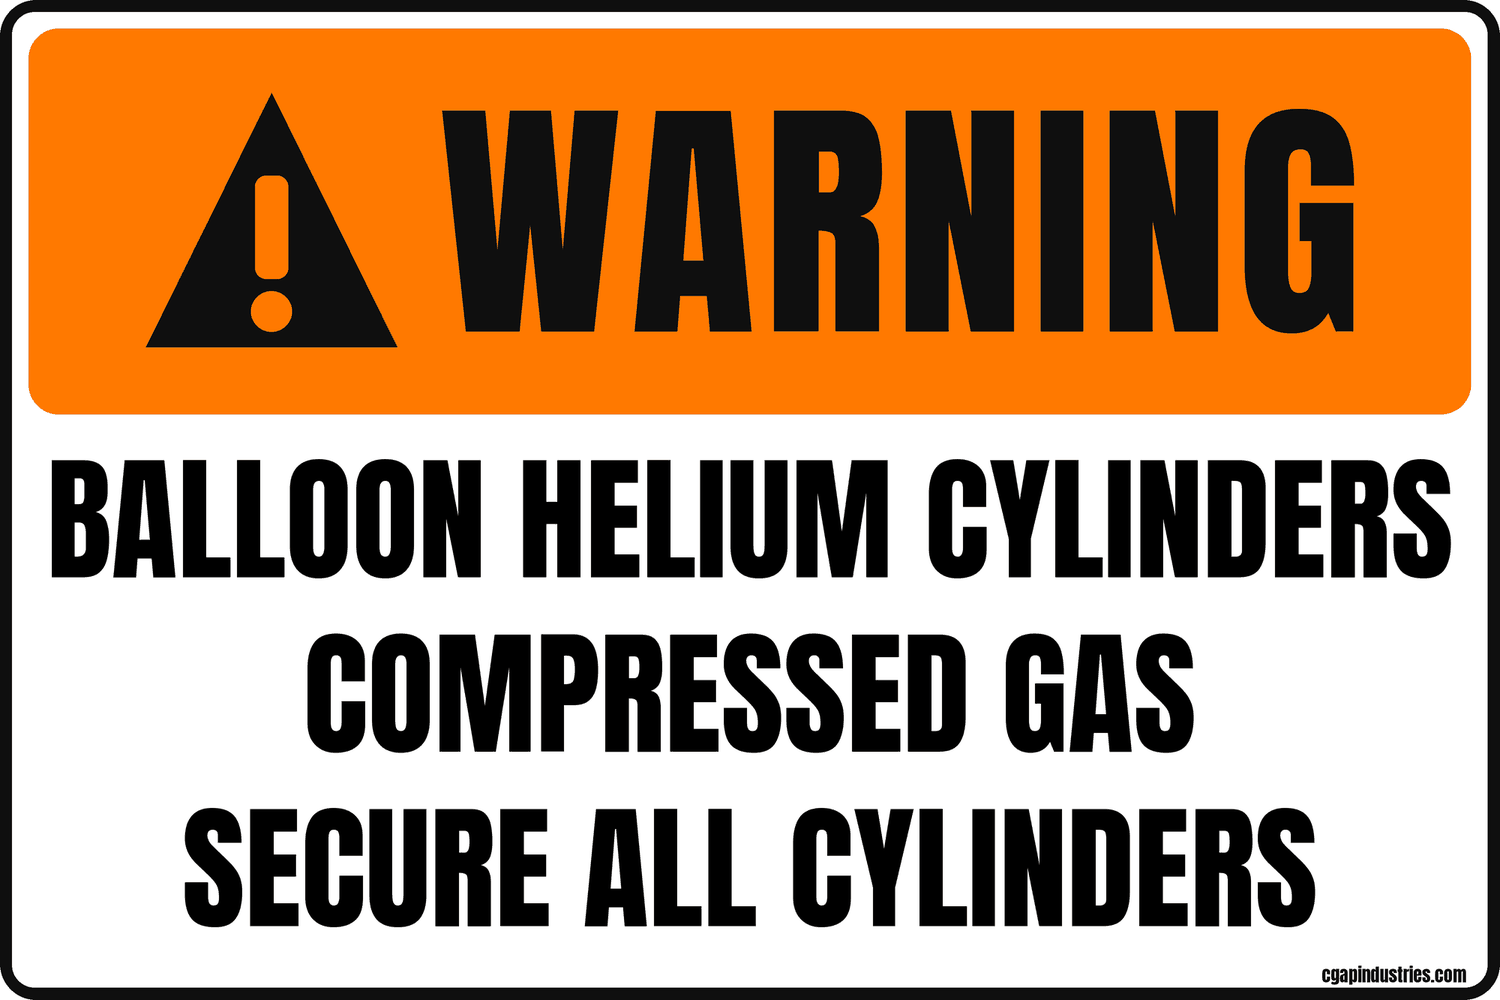 WARNING
BALLOON HELIUM CYLINDERS
COMPRESSED GAS
SECURE ALL CYLINDERS
cgapindustries.com